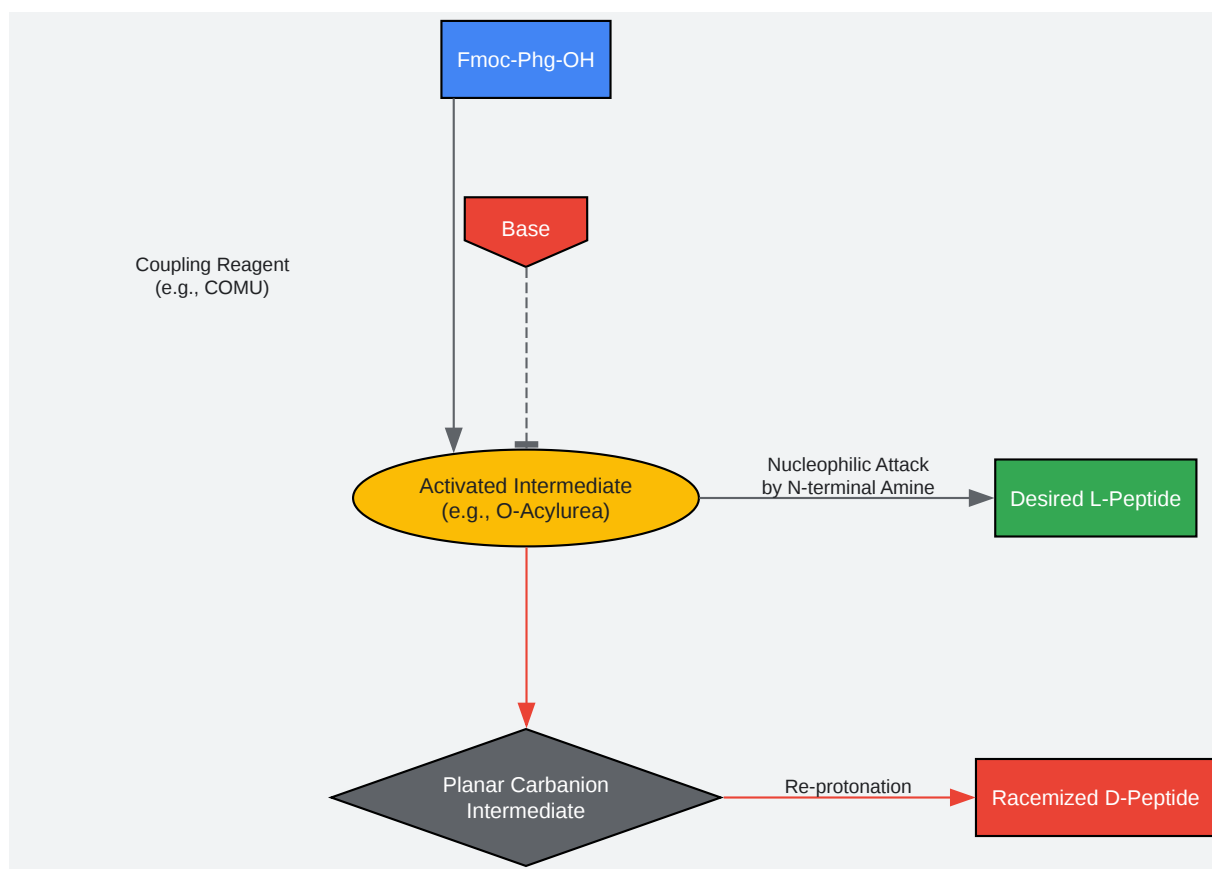 Fmoc-Phg-OH
Base
Coupling Reagent
(e.g., COMU)
Activated Intermediate
(e.g., O-Acylurea)
Nucleophilic Attack
by N-terminal Amine
Desired L-Peptide
Planar Carbanion
Intermediate
Re-protonation
Racemized D-Peptide